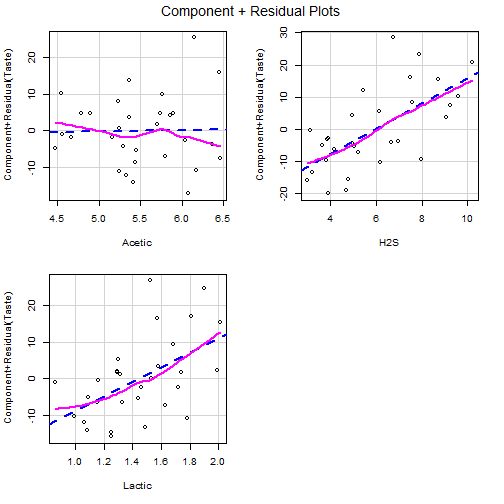 Component + Residual Plots
Component+Residual(Taste)
20
10
0
-10
4.5 5.0 5.5 6.0 6.5
Acetic
Component+Residual(Taste)
30
20
10
0
-10
-20
4 6 8 10
H2S
Component+Residual(Taste)
20
10
0
-10
1.0 1.2 1.4 1.6 1.8 2.0
Lactic